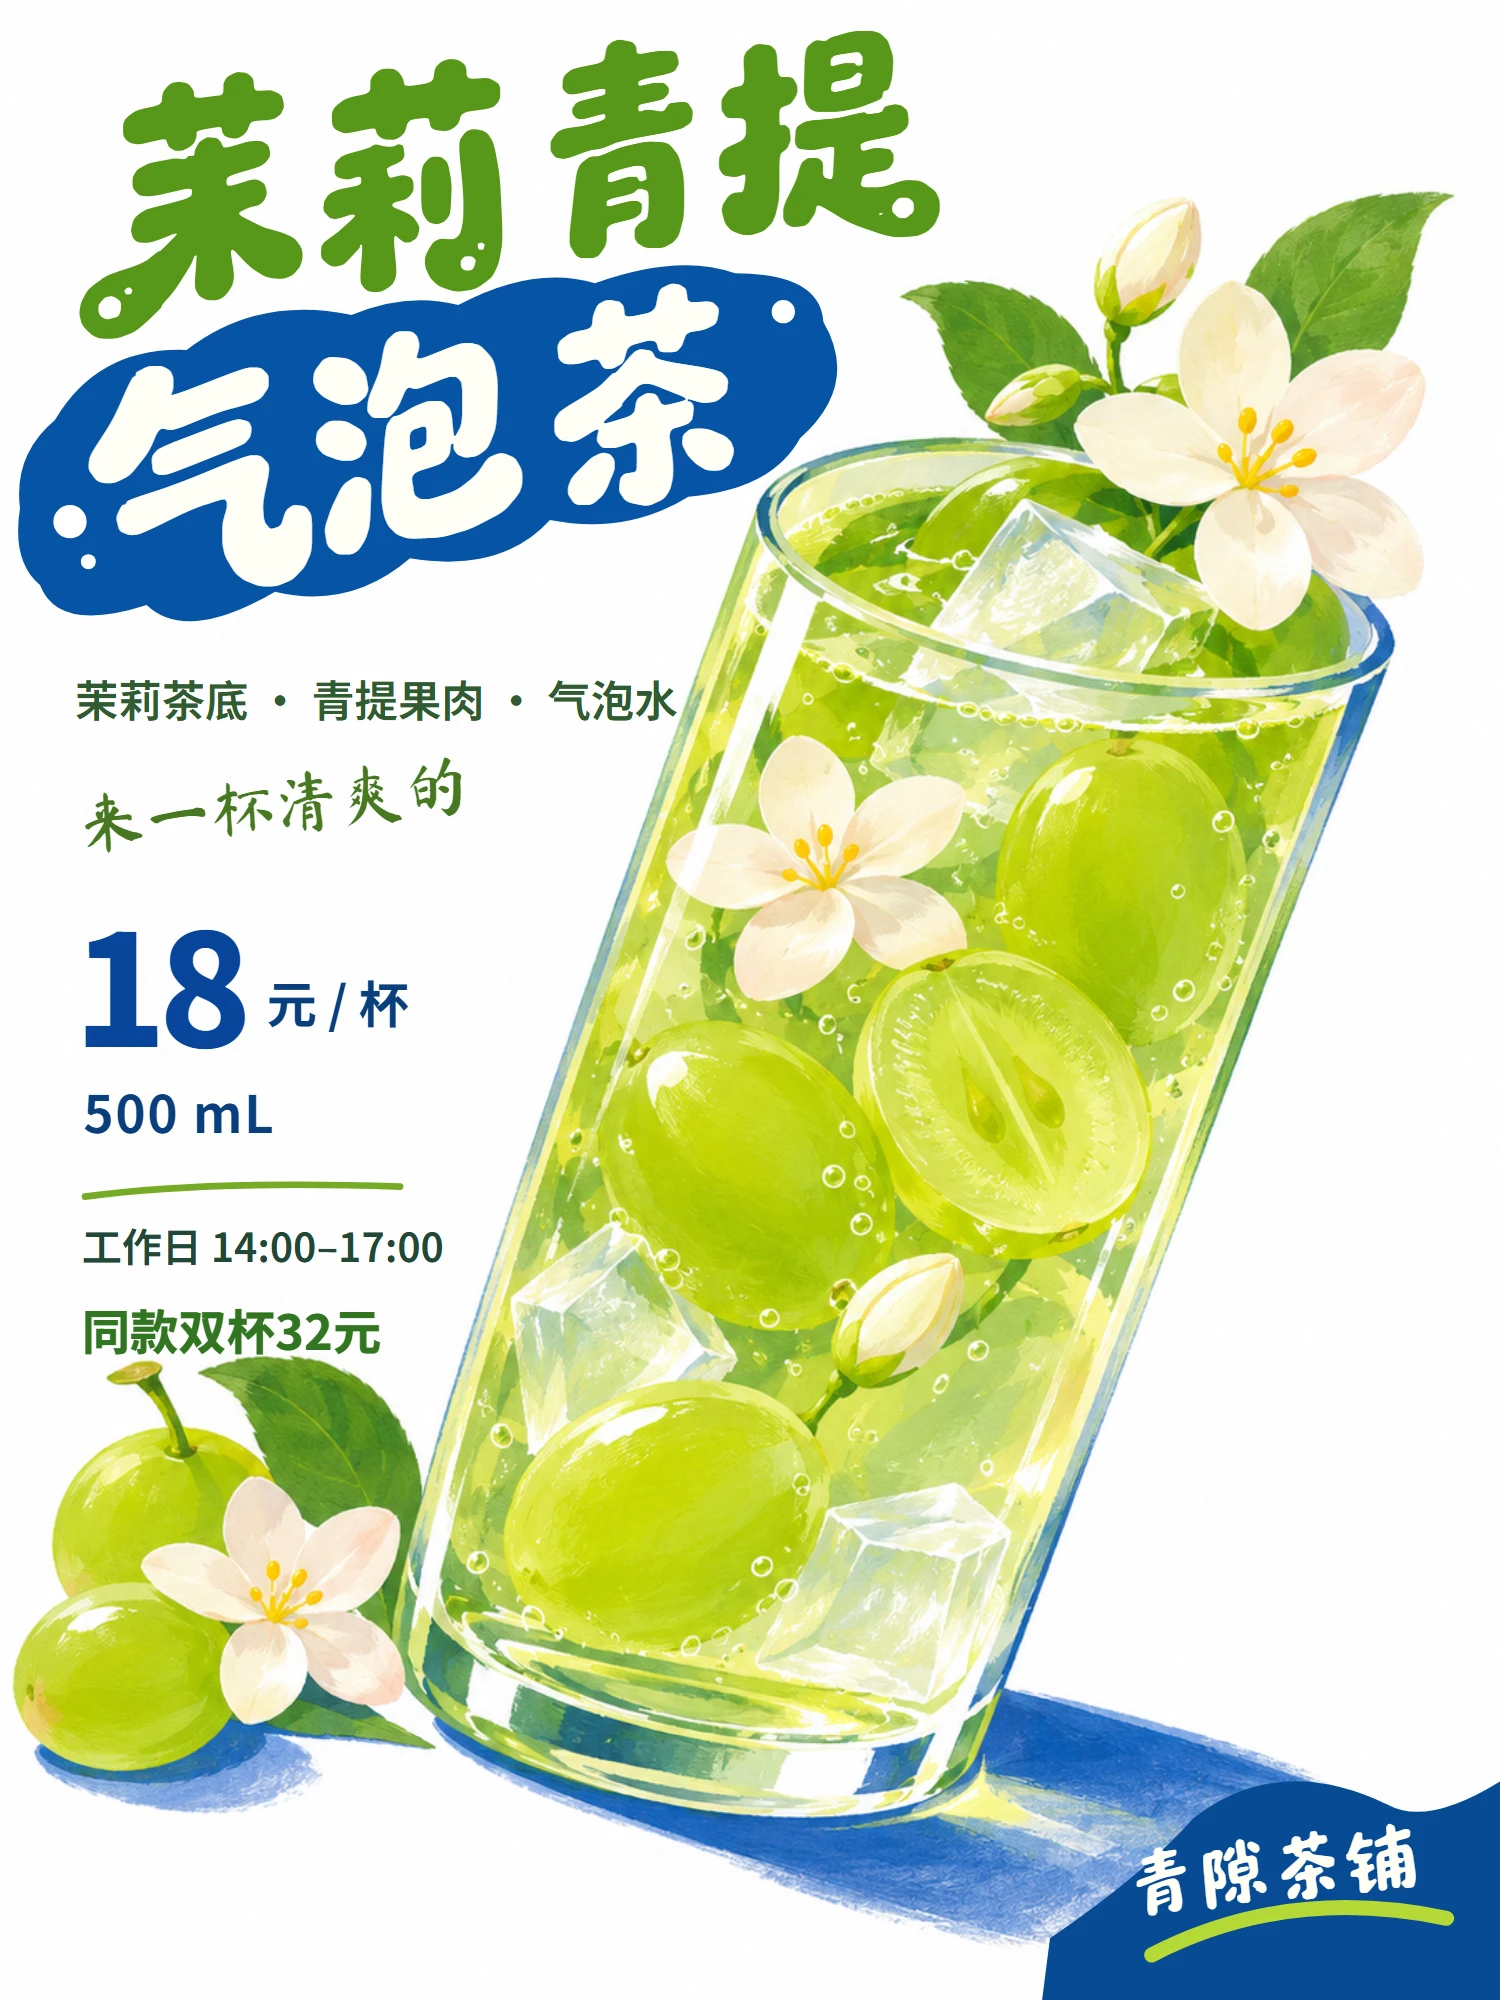 茉莉青提
气泡茶
茉莉茶底 · 青提果肉 · 气泡水
来一杯清爽的
18 元 / 杯
500 mL
工作日 14:00–17:00
同款双杯32元
青隙茶铺